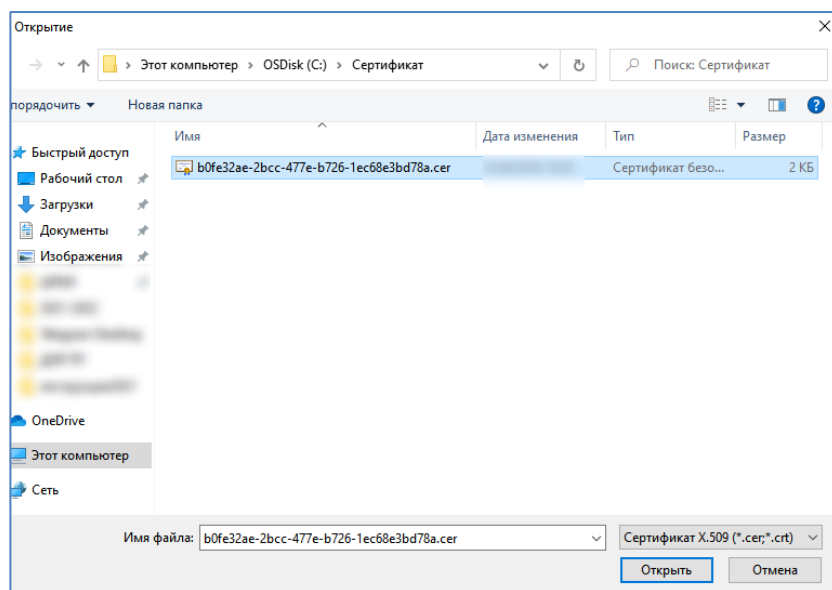 Открытие
Этот компьютер > OSDisk (C:) > Сертификат
Поиск: Сертификат
порядочить
Новая папка
Имя
Дата изменения
Тип
Размер
Быстрый доступ
Рабочий стол
Загрузки
Документы
Изображения
OneDrive
Этот компьютер
Сеть
b0fe32ae-2bcc-477e-b726-1ec68e3bd78a.cer
Сертификат безо...
2 КБ
Имя файла:
b0fe32ae-2bcc-477e-b726-1ec68e3bd78a.cer
Сертификат X.509 (*.cer;*.crt)
Открыть
Отмена